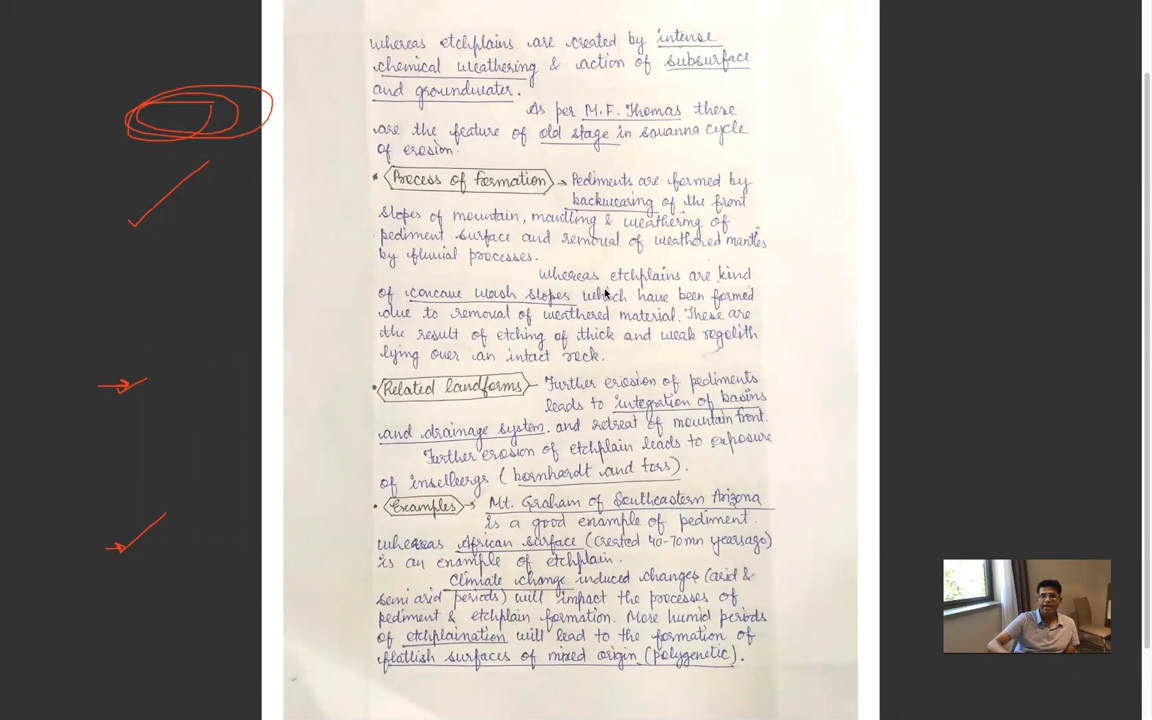 whereas etchplains are created by intense
chemical weathering & action of subsurface
and groundwater.
As per M.F. Thomas these
are the feature of old stage in savanna cycle
of erosion.
• Process of formation → Pediments are formed by
backwearing of the front
slopes of mountain, mantling & weathering of
pediment surface and removal of weathered mantles
by fluvial processes.
whereas etchplains are kind
of concave wash slopes which have been formed
due to removal of weathered material. These are
the result of etching of thick and weak regolith
lying over an intact rock.
• Related landforms – Further erosion of pediments
leads to integration of basins
and drainage system. and retreat of mountain front.
Further erosion of etchplain leads to exposure
of inselbergs (bornhardt and tors).
• Examples → Mt. Graham of Southeastern Arizona
is a good example of pediment.
whereas African surface (created 40-70mn years ago)
is an example of etchplain.
Climate change induced changes (arid &
semi arid periods) will impact the processes of
pediment & etchplain formation. More humid periods
of etchplaination will lead to the formation of
flattish surfaces of mixed origin (polygenetic).